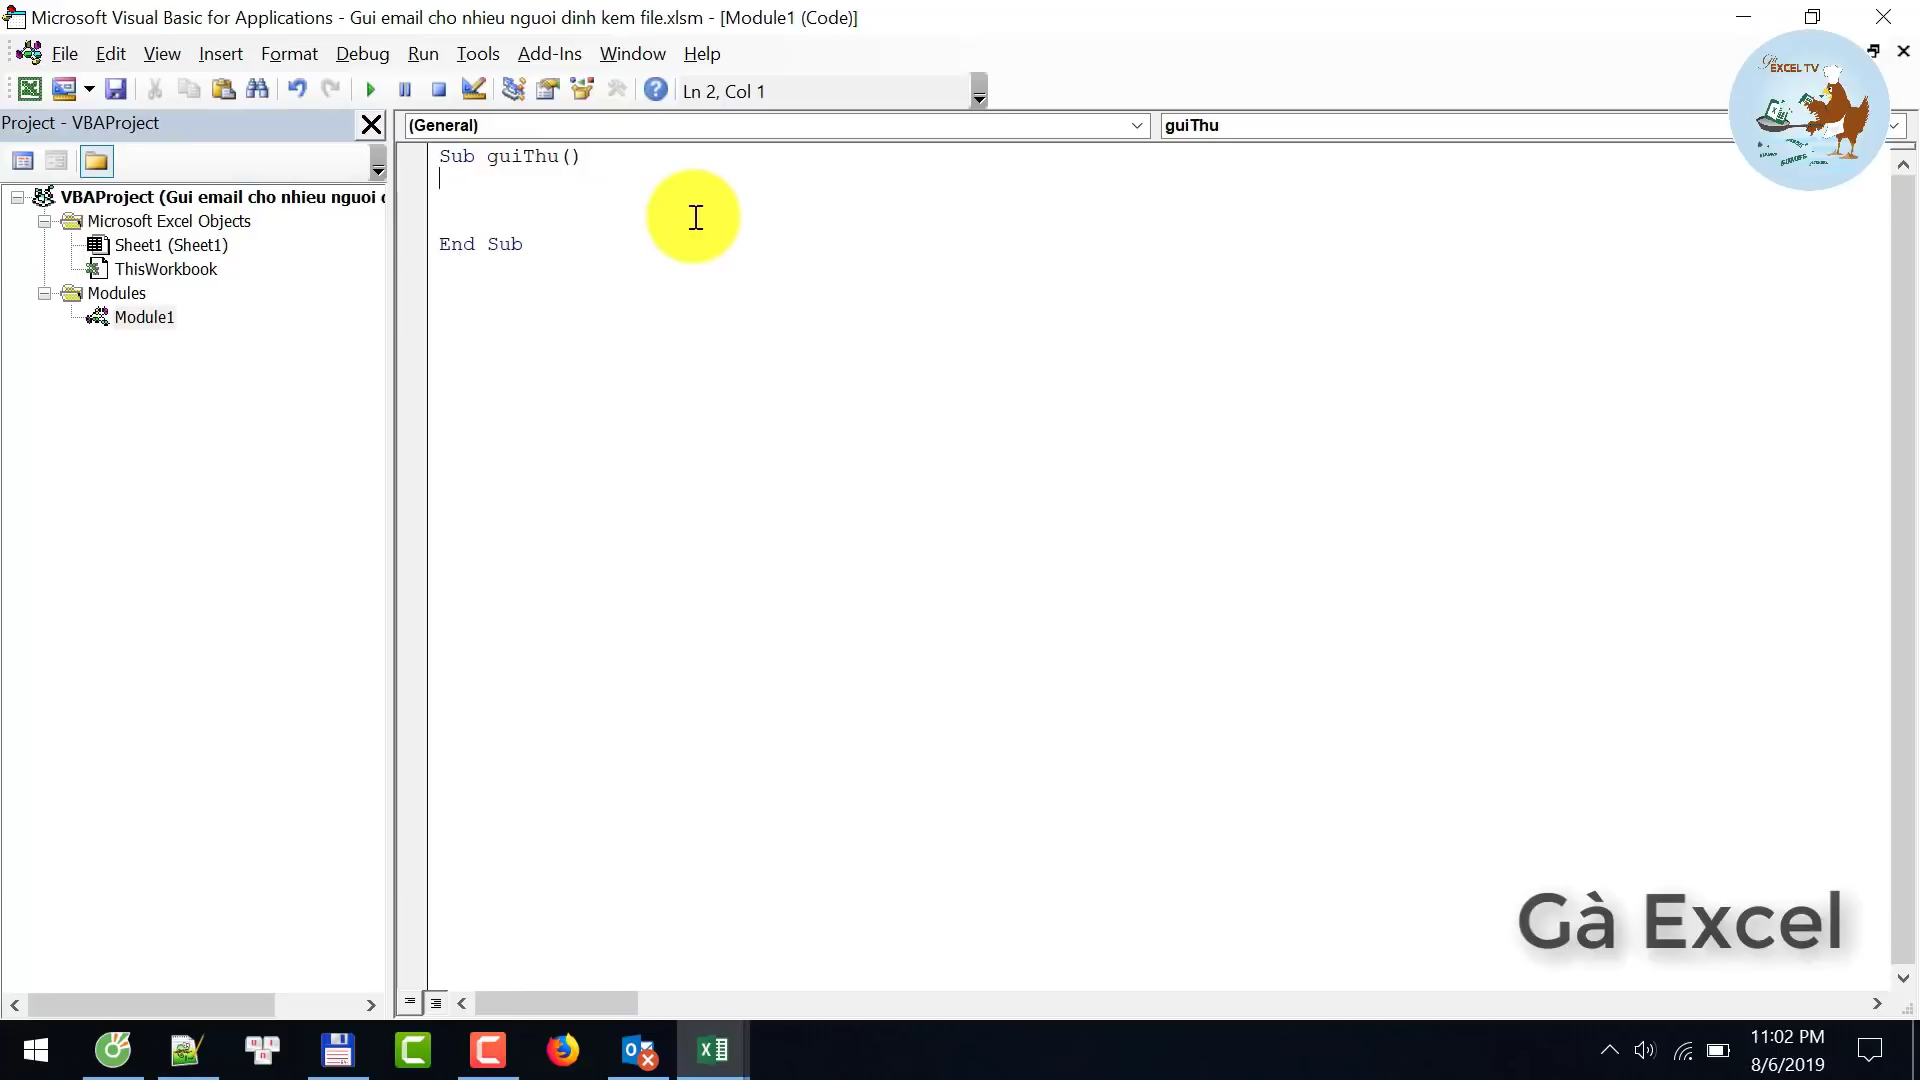 Microsoft Visual Basic for Applications - Gui email cho nhieu nguoi dinh kem file.xlsm - [Module1 (Code)]
File Edit View Insert Format Debug Run Tools Add-Ins Window Help
Ln 2, Col 1
EXCEL TV
Project - VBAProject
(General)
guiThu
VBAProject (Gui email cho nhieu nguoi
Microsoft Excel Objects
Sheet1 (Sheet1)
ThisWorkbook
Modules
Module1
Sub guiThu()
End Sub
Gà Excel
11:02 PM
8/6/2019